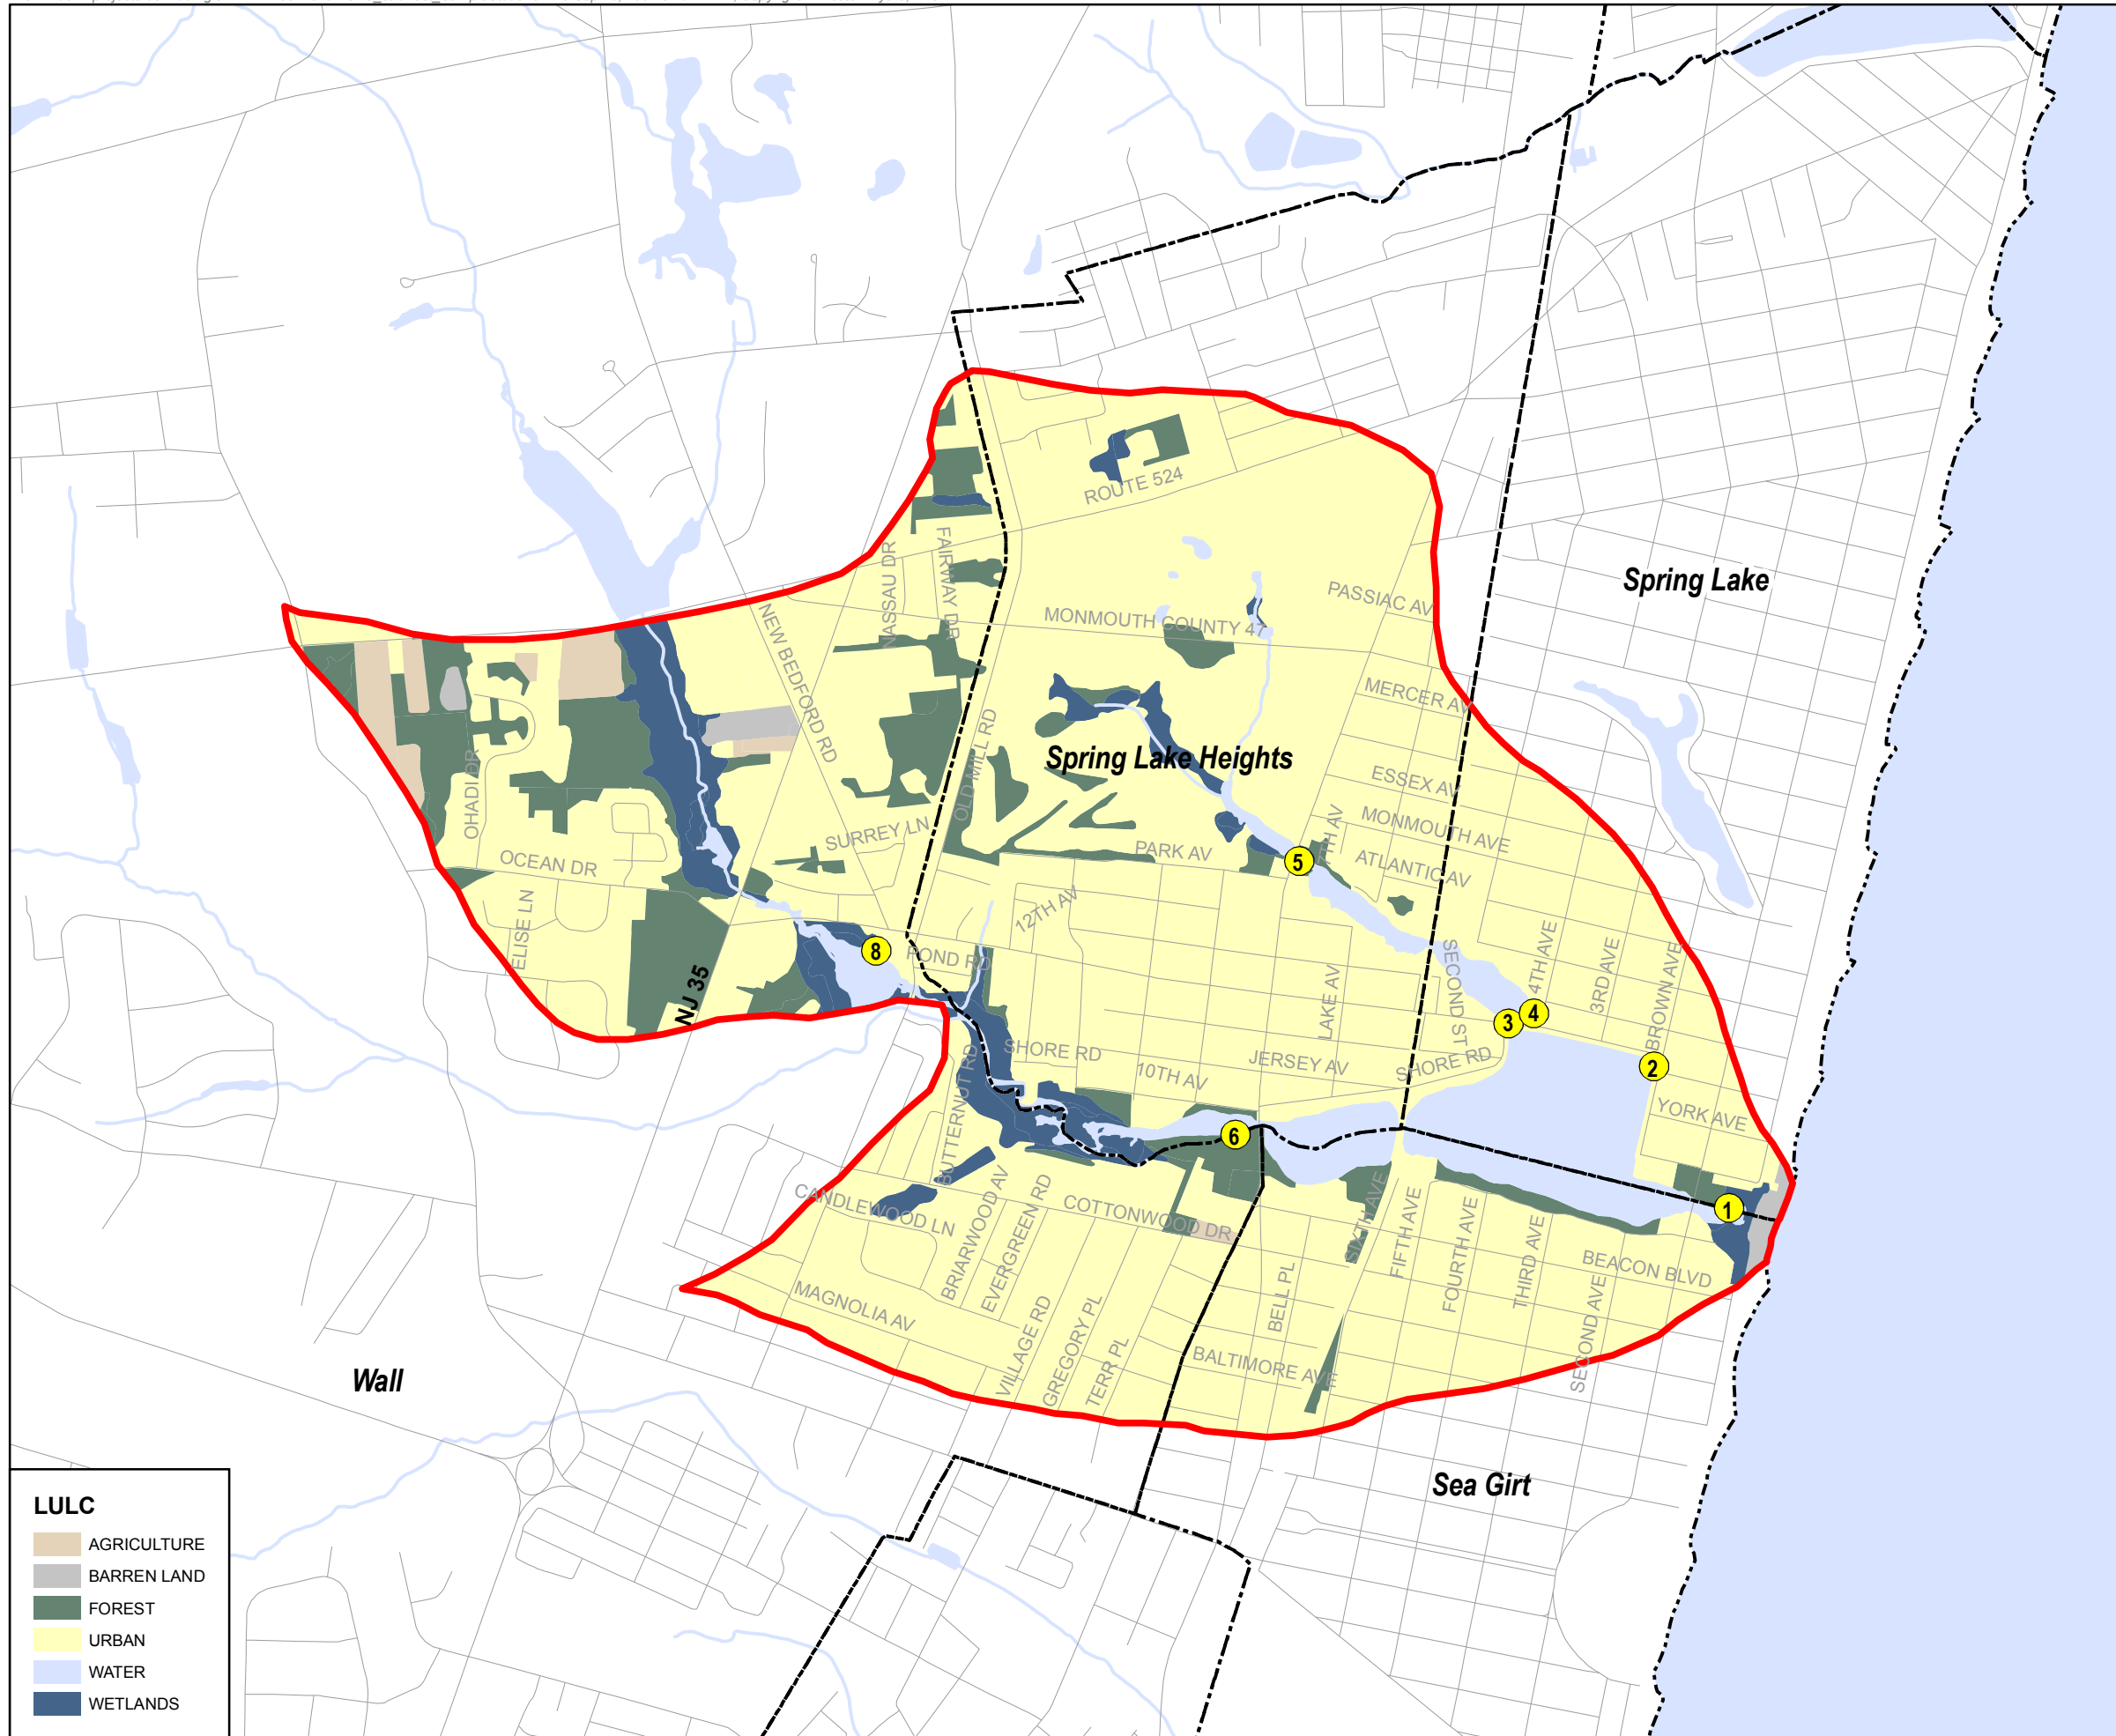 ROUTE 524
NASSAU DR
FAIRWAY DR
Spring Lake
PASSIAC AV
MONMOUTH COUNTY 47
NEW BEDFORD RD
MERCER AV
OLD MILL RD
Spring Lake Heights
ESSEX AV
OHADI DR
MONMOUTH AVE
7TH AV
SURREY LN
PARK AV
5
ATLANTIC AV
OCEAN DR
ELISE LN
12TH AV
8
POND RD
SECOND ST
4TH AVE
3RD AVE
BROWN AVE
NJ 35
LAKE AV
3
4
SHORE RD
JERSEY AV
SHORE RD
2
BUTTERNUT RD
10TH AV
YORK AVE
6
CANDLEWOOD LN
BRIARWOOD AV
EVERGREEN RD
COTTONWOOD DR
SIXTH AVE
FIFTH AVE
FOURTH AVE
THIRD AVE
1
BEACON BLVD
MAGNOLIA AV
VILLAGE RD
GREGORY PL
TERR PL
BELL PL
BALTIMORE AVE
SECOND AVE
Wall
Sea Girt
LULC
AGRICULTURE
BARREN LAND
FOREST
URBAN
WATER
WETLANDS